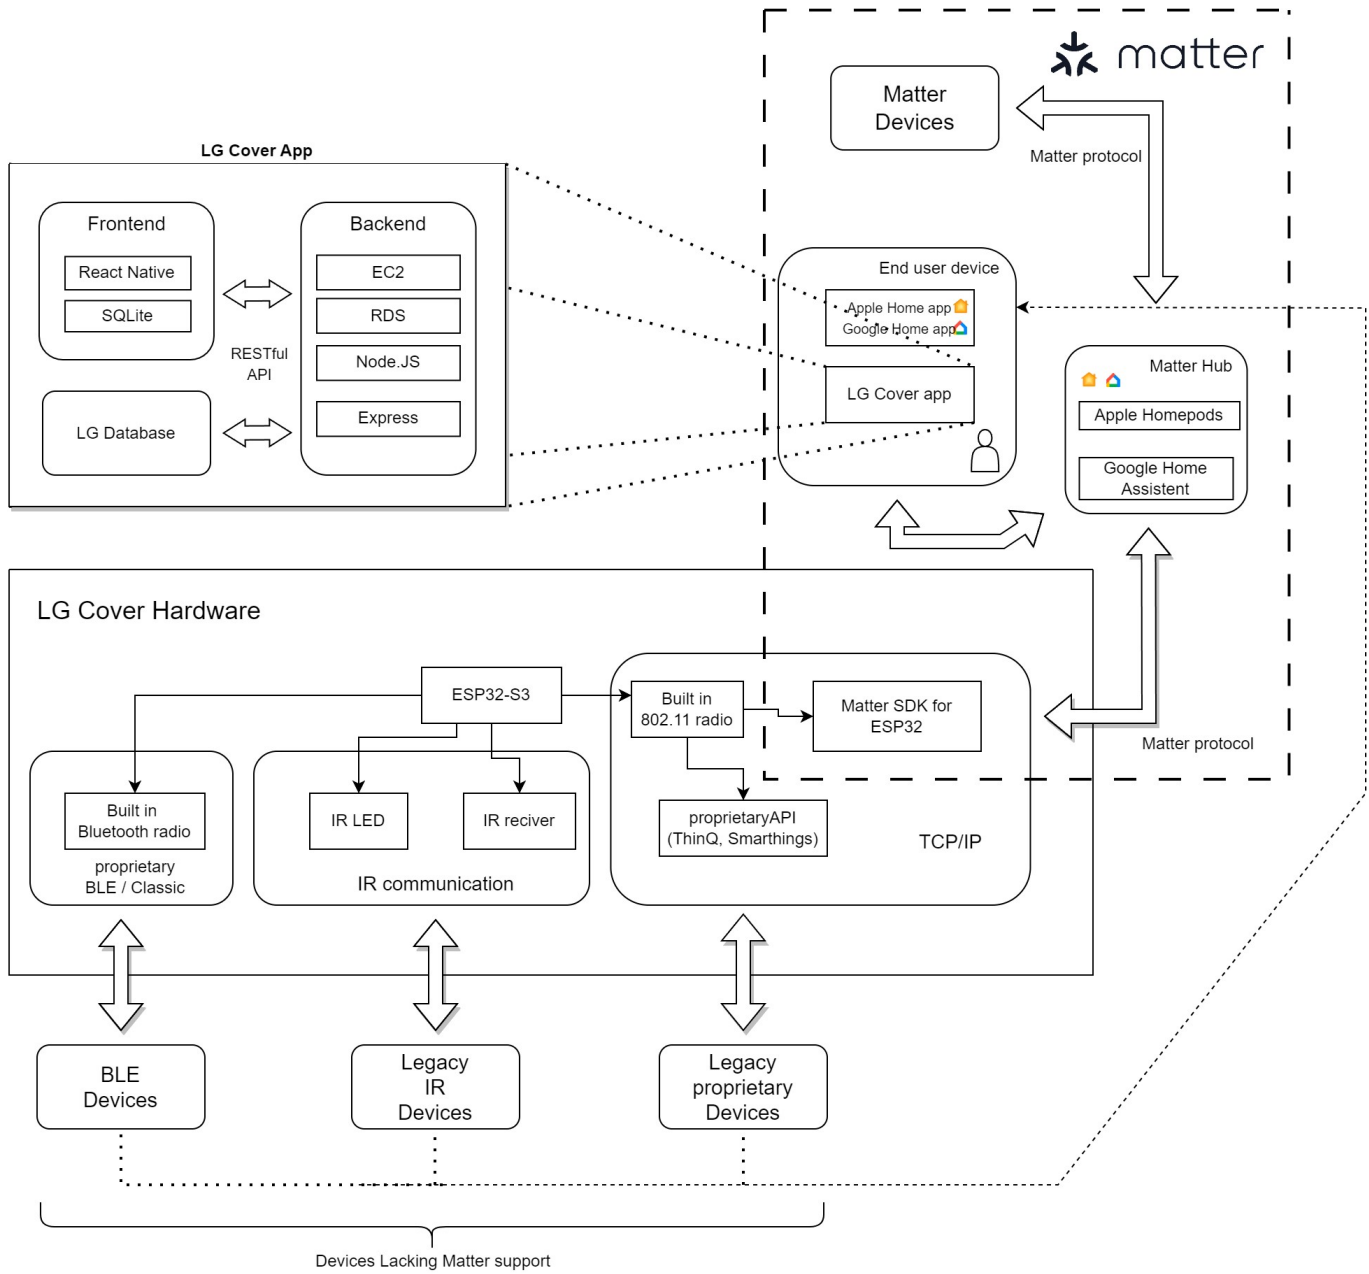 matter
Matter
Devices
Matter protocol
LG Cover App
Frontend
React Native
SQLite
Backend
EC2
RDS
Node.JS
Express
RESTful
API
LG Database
End user device
Apple Home app
Google Home app
LG Cover app
Matter Hub
Apple Homepods
Google Home
Assistent
LG Cover Hardware
ESP32-S3
Built in
802.11 radio
Matter SDK for
ESP32
Matter protocol
Built in
Bluetooth radio
proprietary
BLE / Classic
IR LED
IR reciver
IR communication
proprietaryAPI
(ThinQ, Smarthings)
TCP/IP
BLE
Devices
Legacy
IR
Devices
Legacy
proprietary
Devices
Devices Lacking Matter support